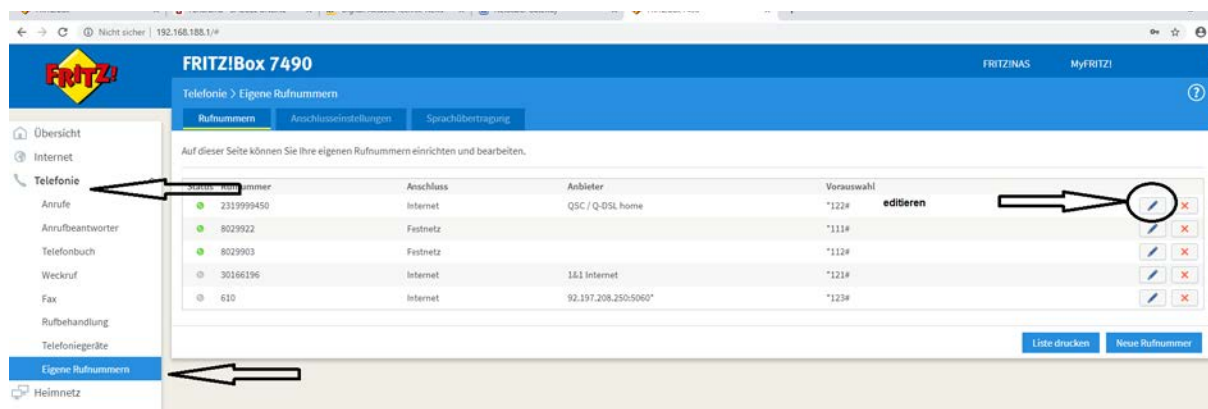 Nicht sicher | 192.168.188.1/#
FRITZ!
FRITZ!Box 7490
FRITZ!NAS MyFRITZ!
Telefonie > Eigene Rufnummern
Rufnummern Anschlusseinstellungen Sprachübertragung
Auf dieser Seite können Sie Ihre eigenen Rufnummern einrichten und bearbeiten.
Übersicht
Internet
Telefonie
Anrufe
Anrufbeantworter
Telefonbuch
Weckruf
Fax
Rufbehandlung
Telefoniegeräte
Eigene Rufnummern
Heimnetz
Status Rufnummer Anschluss Anbieter Vorauswahl
2319999450 Internet QSC / Q-DSL home *122# editieren
8029922 Festnetz *111#
8029903 Festnetz *112#
30166196 Internet 1&1 Internet *121#
610 Internet 92.197.208.250:5060* *123#
Liste drucken Neue Rufnummer